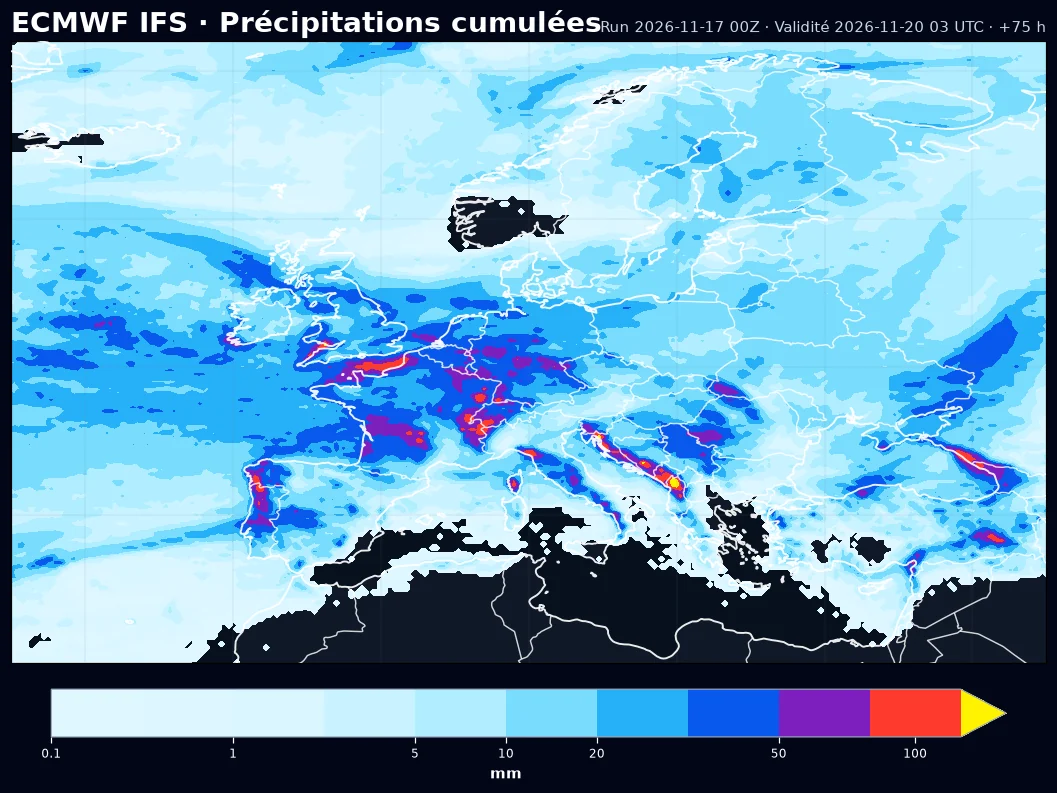 ECMWF IFS · Précipitations cumulées
Run 2026-11-17 00Z · Validité 2026-11-20 03 UTC · +75 h
0.1 1 5 10 20 50 100
mm